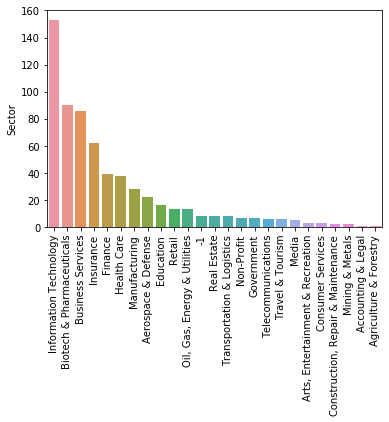 160
140
120
100
80
60
40
20
0
Sector
Information Technology
Biotech & Pharmaceuticals
Business Services
Insurance
Finance
Health Care
Manufacturing
Aerospace & Defense
Education
Retail
Oil, Gas, Energy & Utilities
-1
Real Estate
Transportation & Logistics
Non-Profit
Government
Telecommunications
Travel & Tourism
Media
Arts, Entertainment & Recreation
Consumer Services
Construction, Repair & Maintenance
Mining & Metals
Accounting & Legal
Agriculture & Forestry